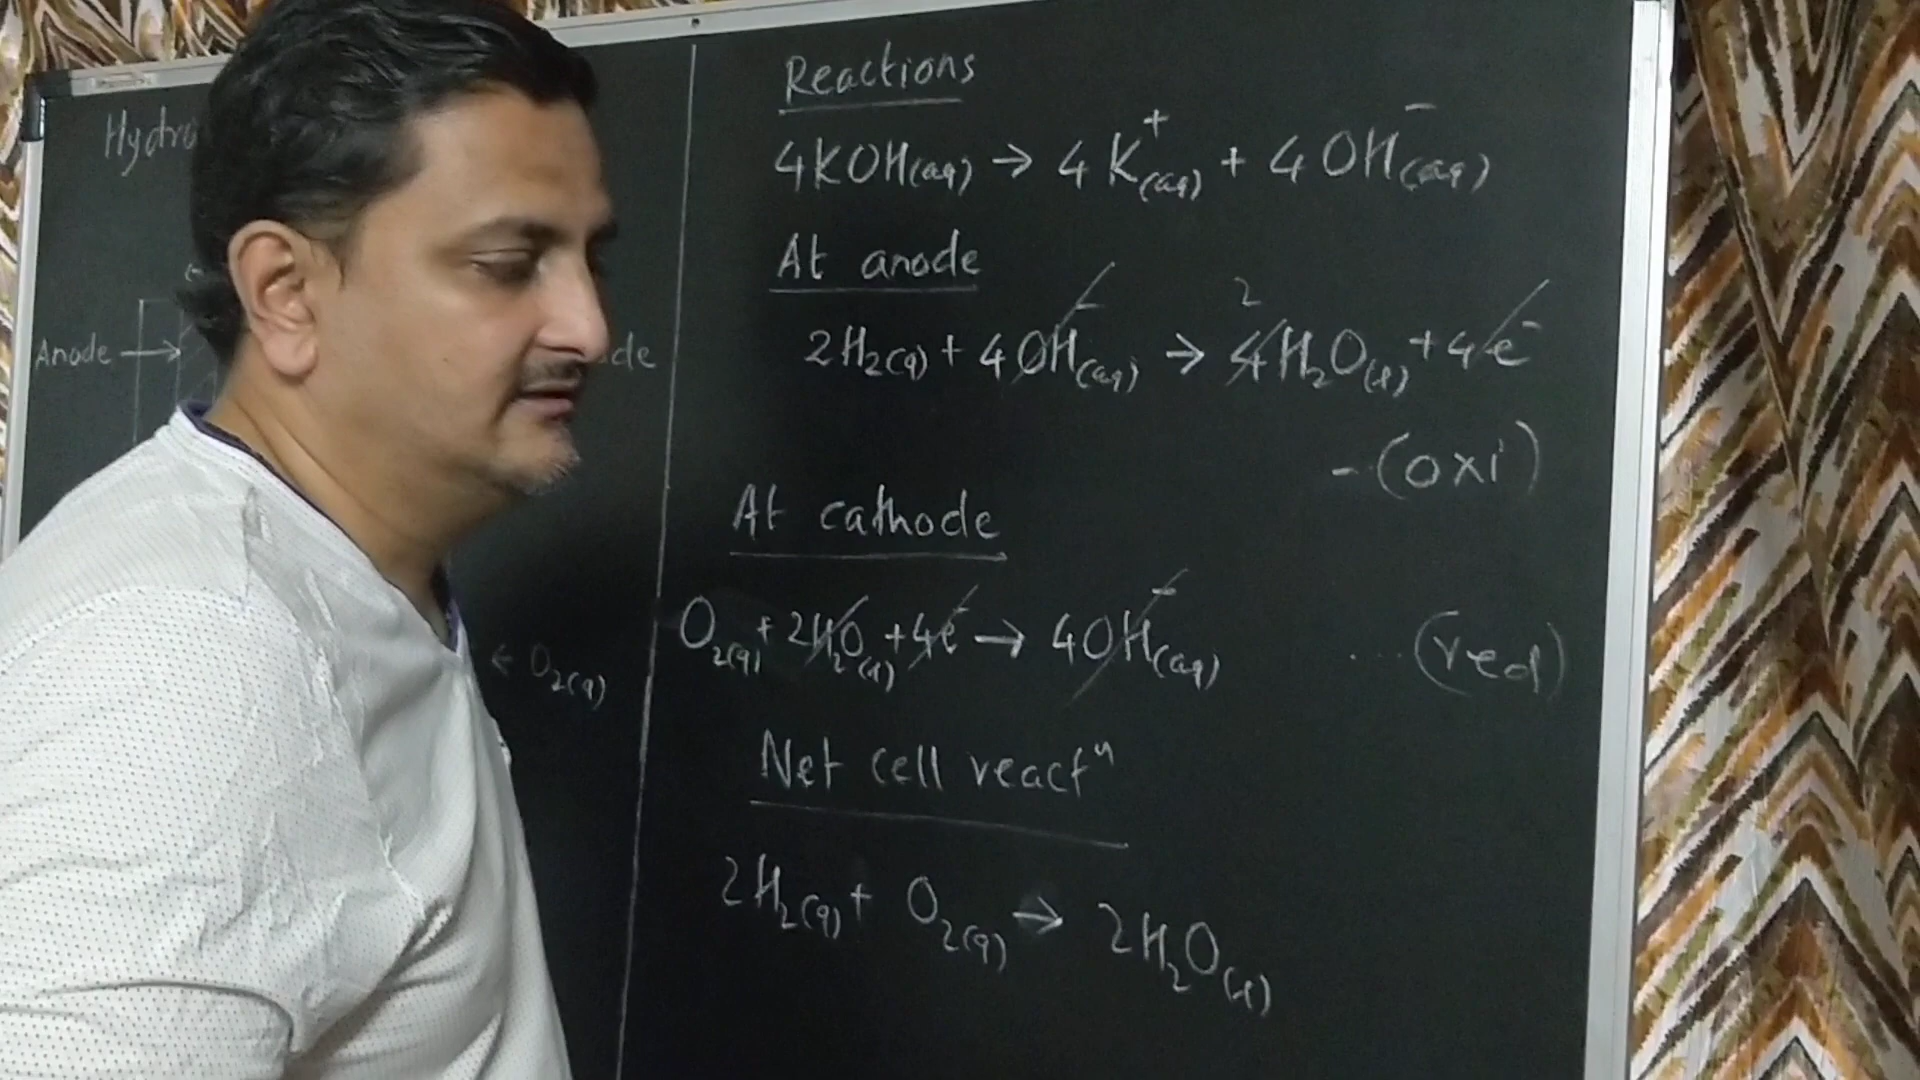 Hydro
Anode →
de
← O₂(g)
Reactions
4KOH(aq) → 4K⁺(aq) + 4OH⁻(aq)
At anode
2
2H₂(g) + 4OH⁻(aq) → 4H₂O(l) + 4e⁻
-(oxi)
At cathode
O₂(g) + 2H₂O(l) + 4e⁻ → 4OH⁻(aq) ...(red)
Net cell reactⁿ
2H₂(g) + O₂(g) → 2H₂O(l)